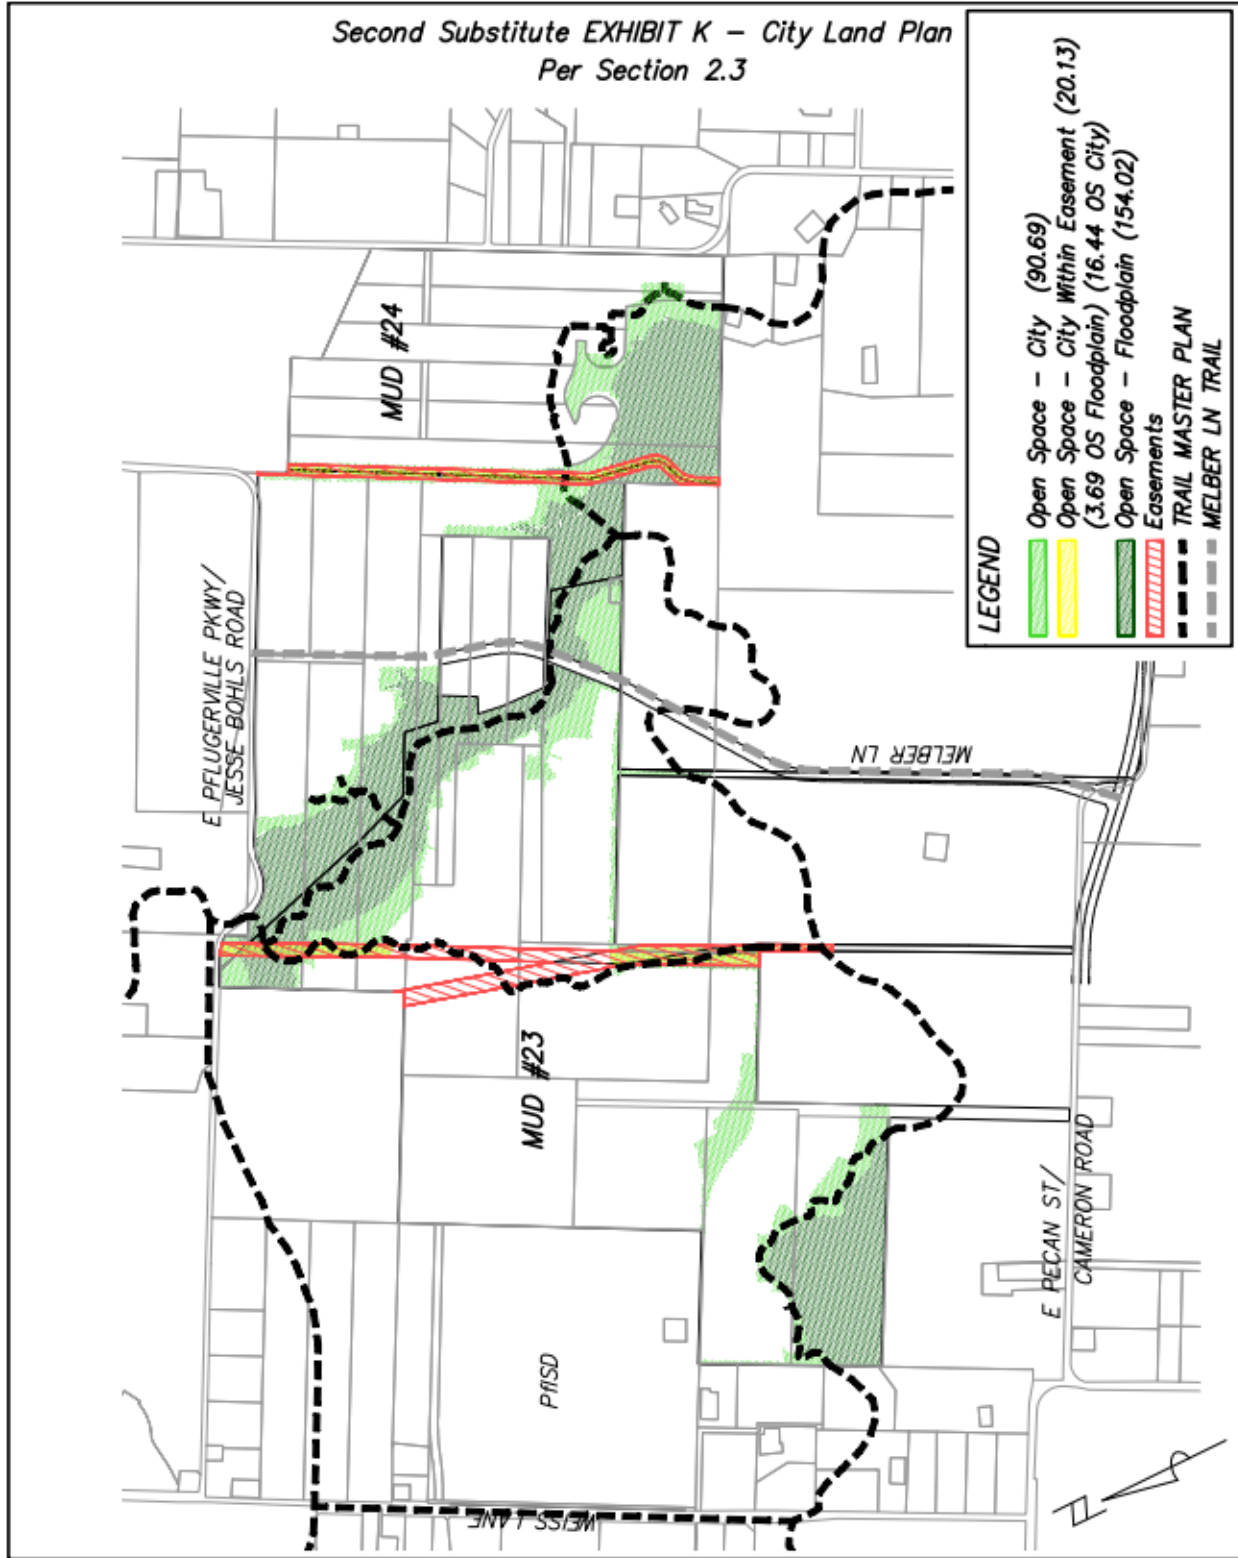 Second Substitute EXHIBIT K – City Land Plan
Per Section 2.3
LEGEND
Open Space – City (90.69)
Open Space – City Within Easement (20.13)
(3.69 OS Floodplain) (16.44 OS City)
Open Space – Floodplain (154.02)
Easements
TRAIL MASTER PLAN
MELBER LN TRAIL
MUD #24
E PFLUGERVILLE PKWY/
JESSE BOHLS ROAD
MELBER LN
MUD #23
E PECAN ST/
CAMERON ROAD
PfISD
WEISS LANE
N